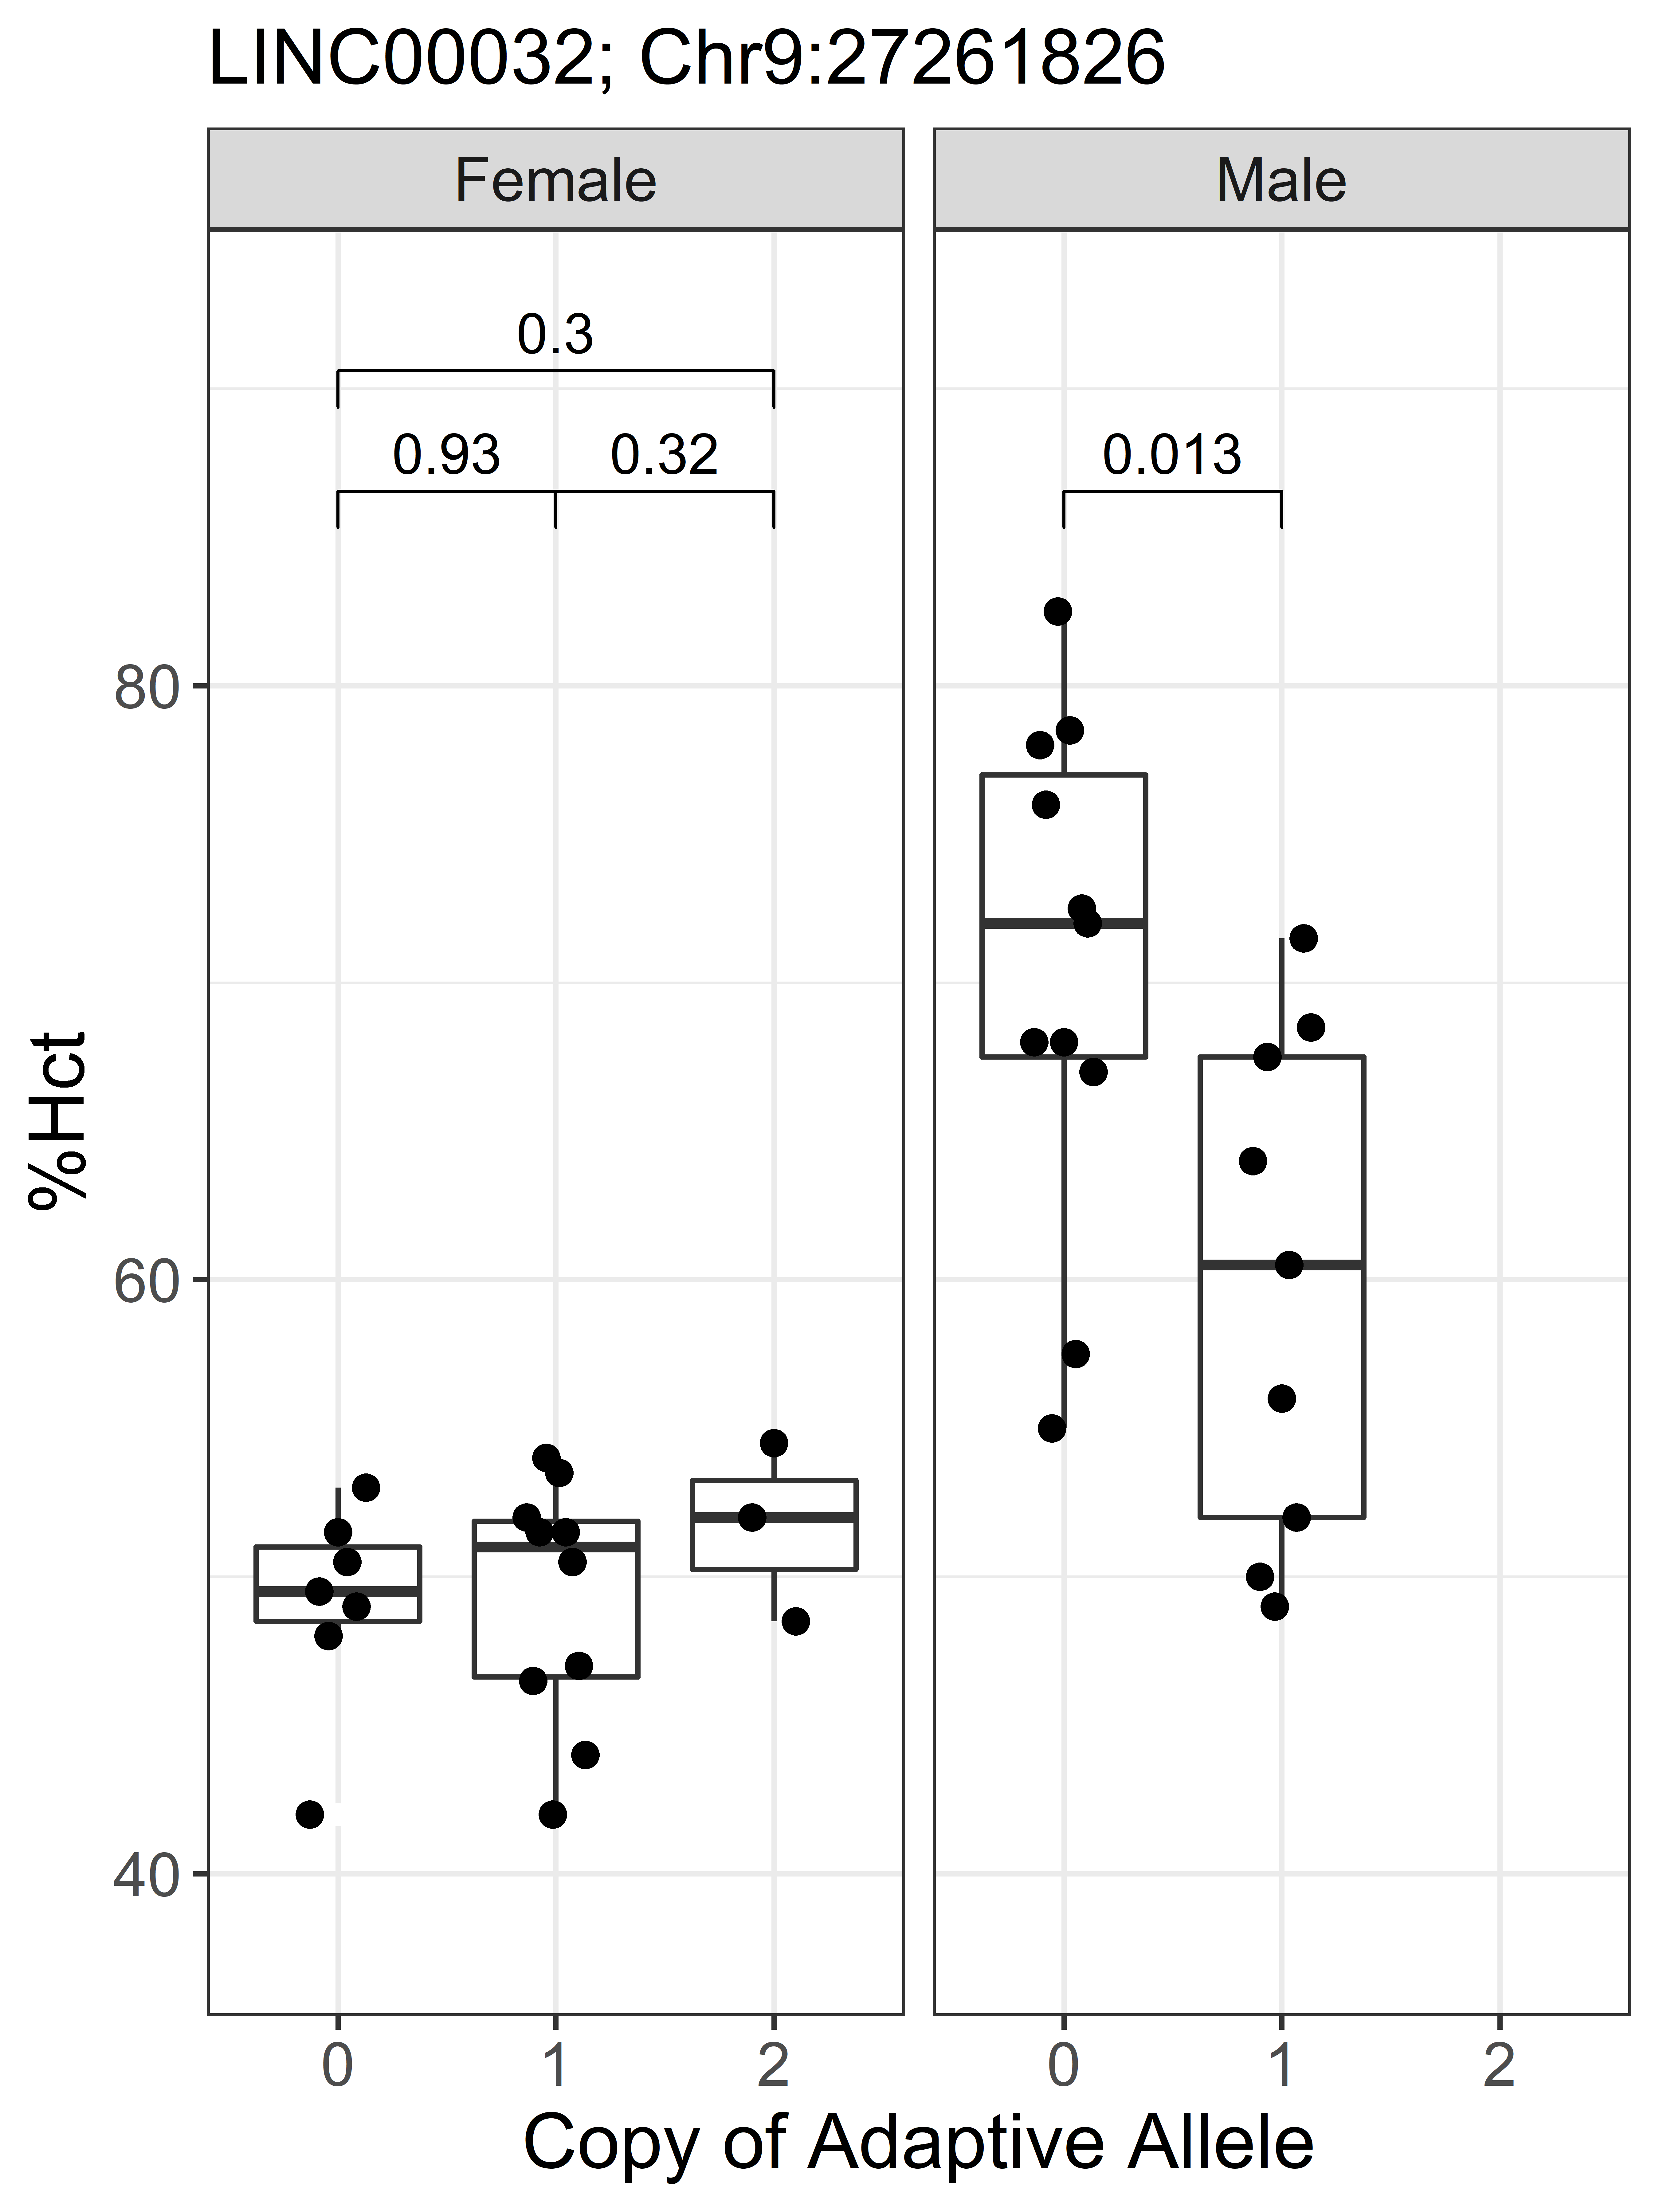 LINC00032; Chr9:27261826
Female
Male
0.3
0.93
0.32
0.013
80
60
40
%Hct
0
1
2
0
1
2
Copy of Adaptive Allele